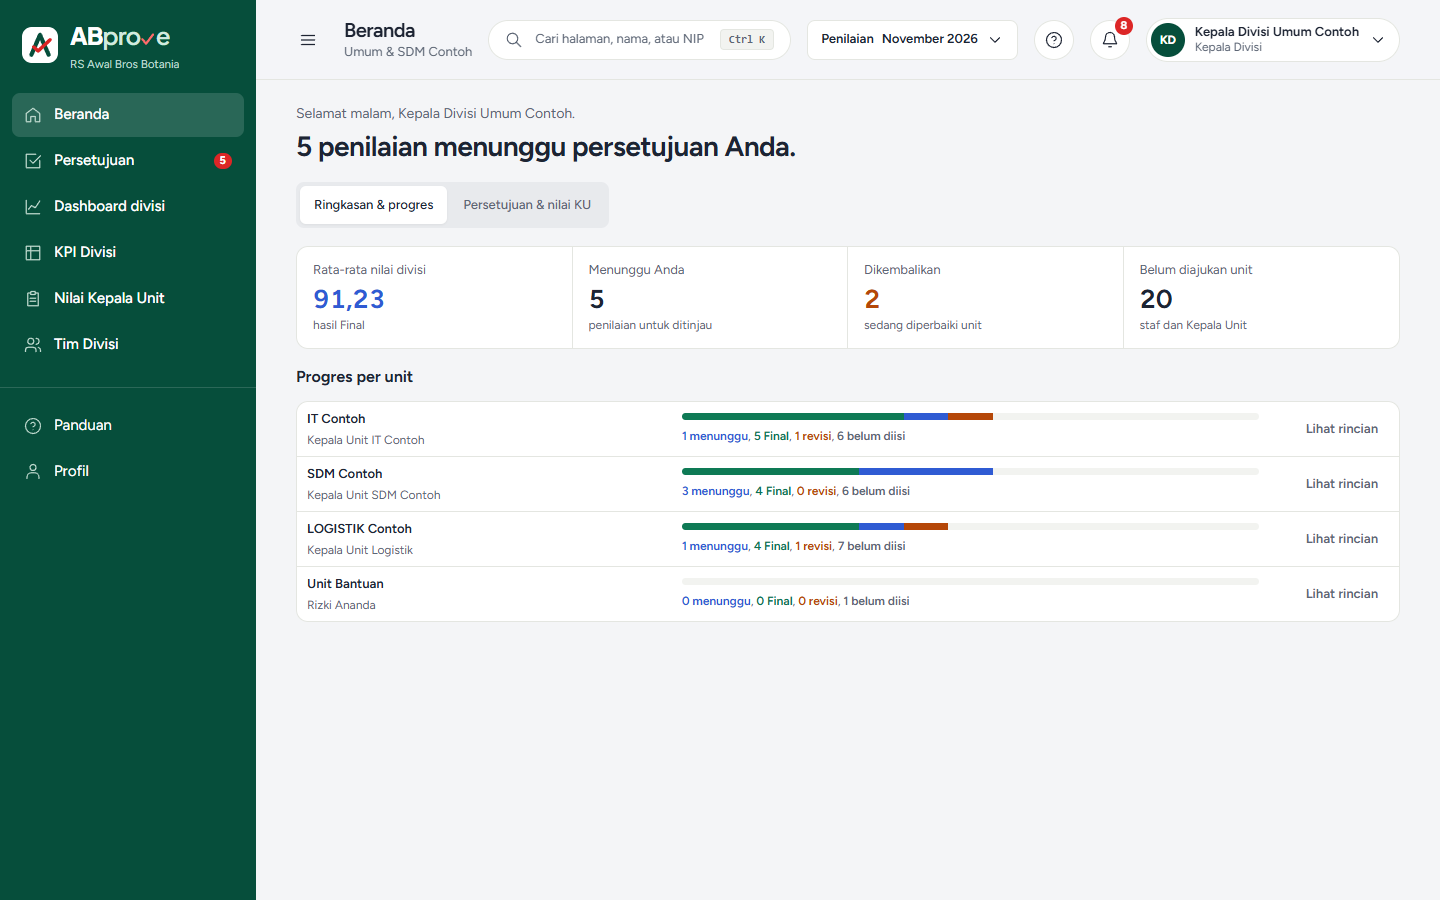 ABprove
RS Awal Bros Botania
Beranda
Persetujuan 5
Dashboard divisi
KPI Divisi
Nilai Kepala Unit
Tim Divisi
Panduan
Profil
Beranda
Umum & SDM Contoh
Cari halaman, nama, atau NIP Ctrl K
Penilaian November 2026
8
KD
Kepala Divisi Umum Contoh
Kepala Divisi
Selamat malam, Kepala Divisi Umum Contoh.
5 penilaian menunggu persetujuan Anda.
Ringkasan & progres
Persetujuan & nilai KU
Rata-rata nilai divisi
91,23
hasil Final
Menunggu Anda
5
penilaian untuk ditinjau
Dikembalikan
2
sedang diperbaiki unit
Belum diajukan unit
20
staf dan Kepala Unit
Progres per unit
IT Contoh
Kepala Unit IT Contoh
1 menunggu, 5 Final, 1 revisi, 6 belum diisi
Lihat rincian
SDM Contoh
Kepala Unit SDM Contoh
3 menunggu, 4 Final, 0 revisi, 6 belum diisi
Lihat rincian
LOGISTIK Contoh
Kepala Unit Logistik
1 menunggu, 4 Final, 1 revisi, 7 belum diisi
Lihat rincian
Unit Bantuan
Rizki Ananda
0 menunggu, 0 Final, 0 revisi, 1 belum diisi
Lihat rincian